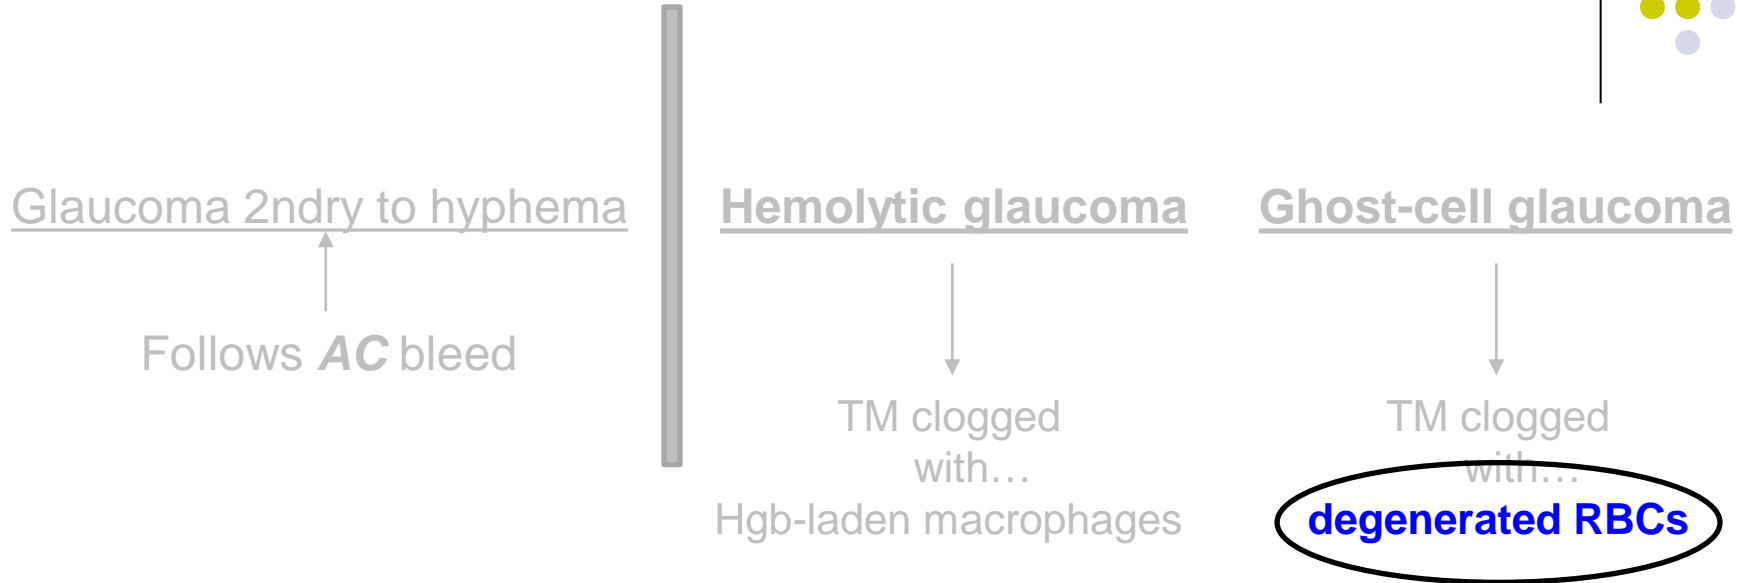 Glaucoma 2ndry to hyphema
Follows AC bleed
Hemolytic glaucoma
TM clogged
with…
Hgb-laden macrophages
Ghost-cell glaucoma
TM clogged
with…
degenerated RBCs